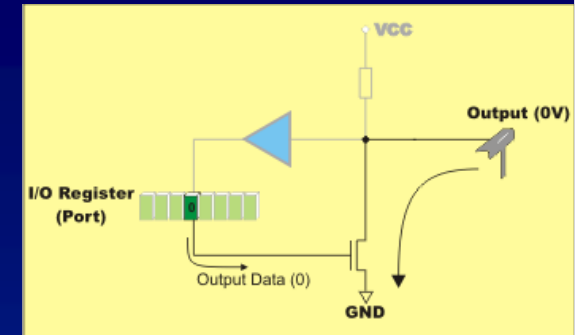 VCC
Output (0V)
I/O Register
(Port)
0
Output Data (0)
GND